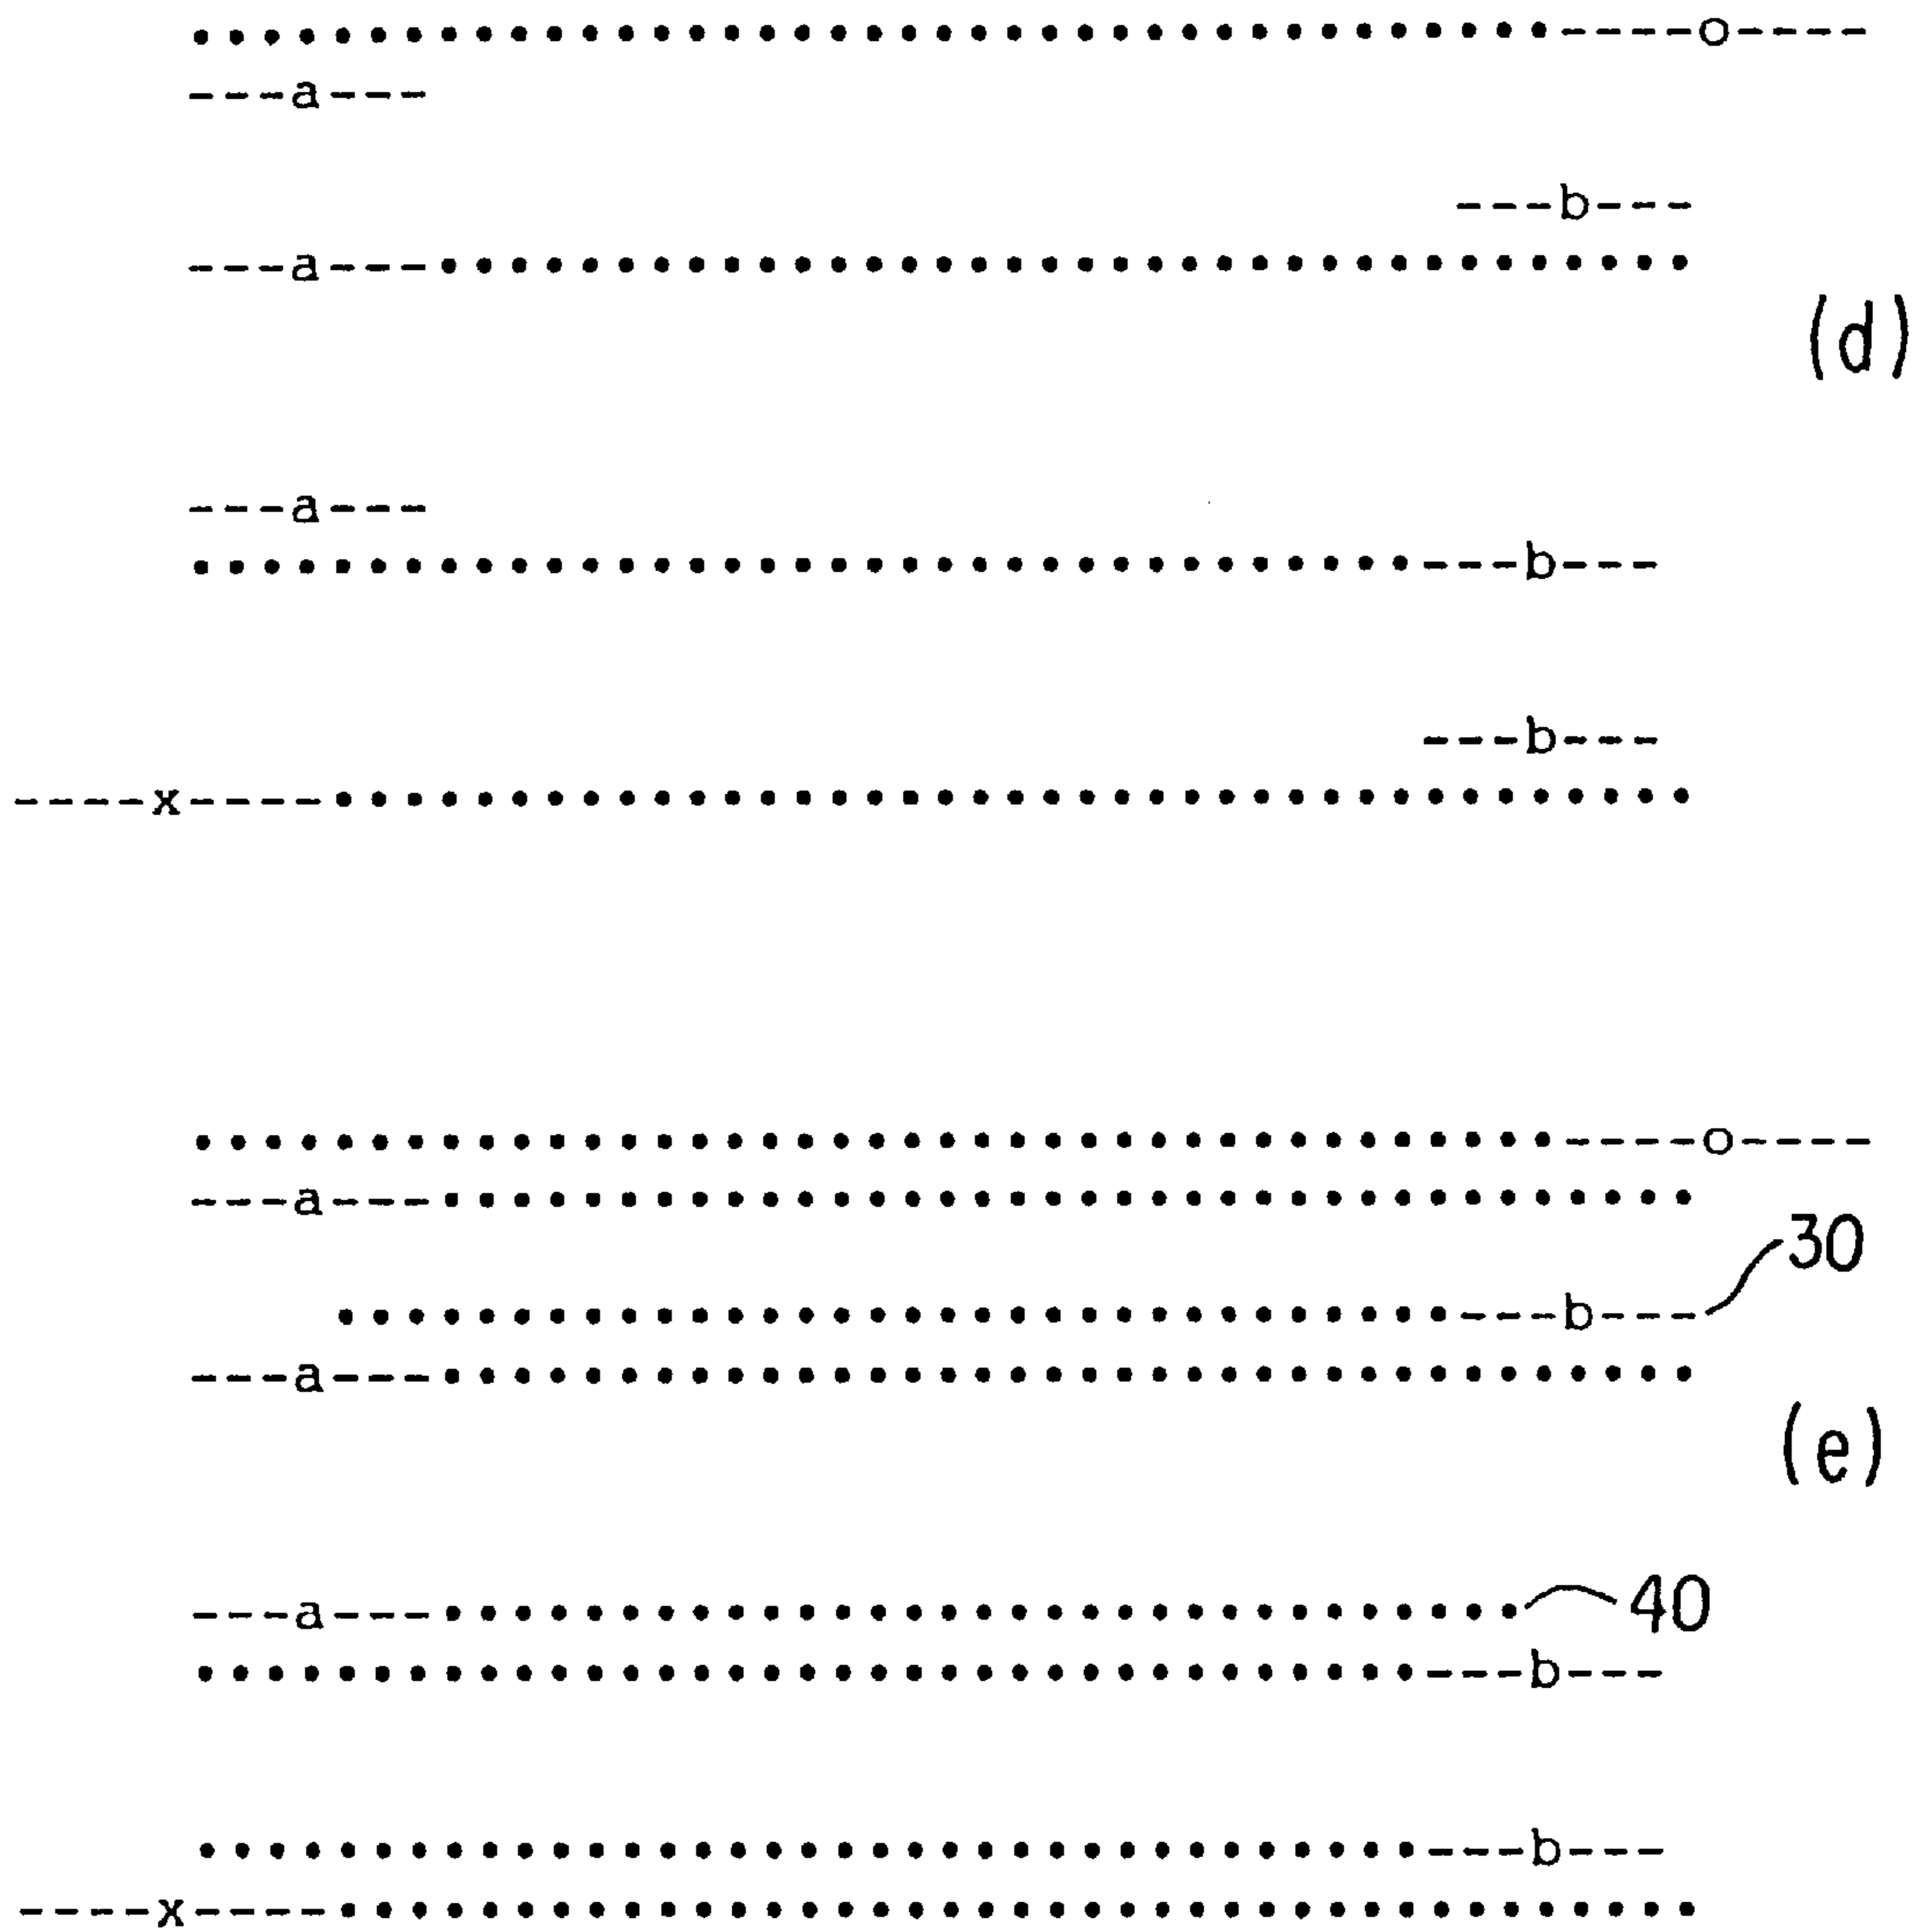 •••••••••••••••••••••••••••••••••••••••----o----
---a---
---b---
---a---••••••••••••••••••••••••••••••••••••
(d)
---a---
•••••••••••••••••••••••••••••••••••---b---
---b---
----x----•••••••••••••••••••••••••••••••••••••••
•••••••••••••••••••••••••••••••••••••••----o----
---a---••••••••••••••••••••••••••••••••••••
30
••••••••••••••••••••••••••••••••---b---
---a---••••••••••••••••••••••••••••••••••••
(e)
---a---••••••••••••••••••••••••••••••• 40
•••••••••••••••••••••••••••••••••••---b---
•••••••••••••••••••••••••••••••••••---b---
----x----•••••••••••••••••••••••••••••••••••••••